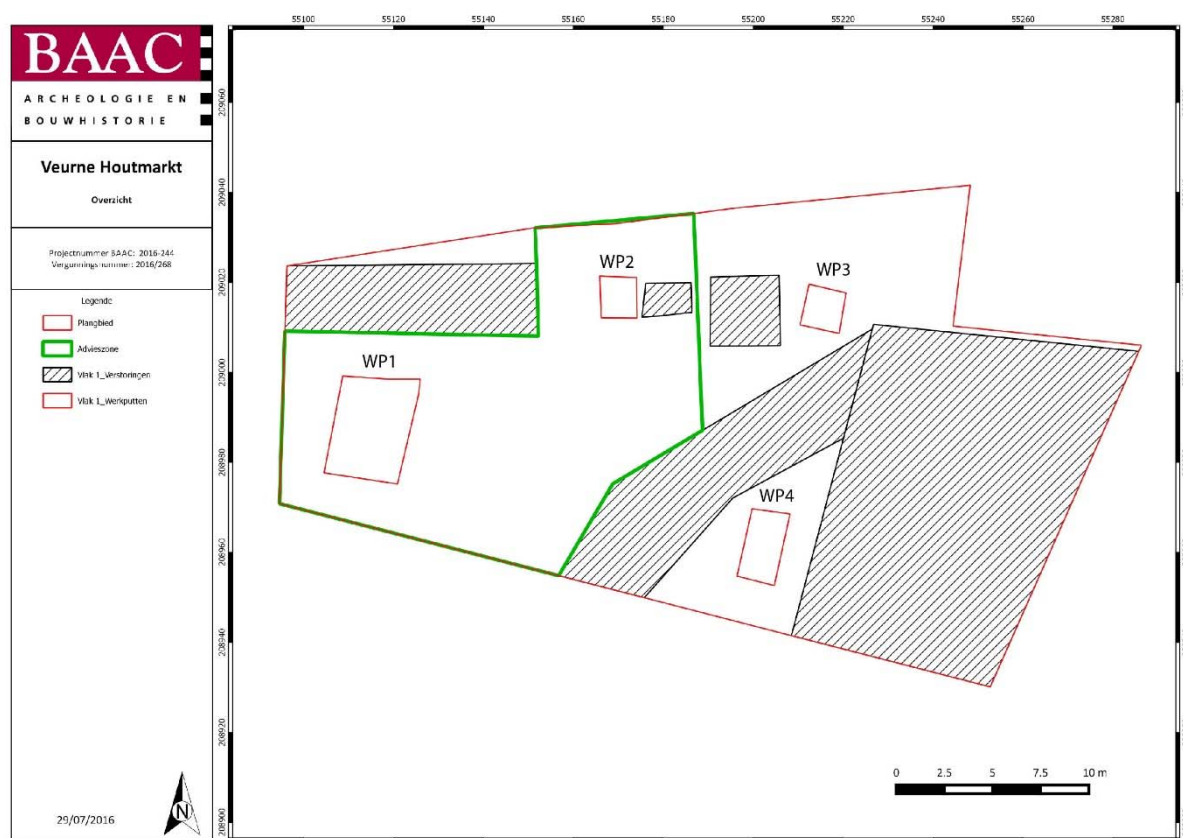 BAAC
ARCHEOLOGIE EN
BOUWHISTORIE
Veurne Houtmarkt
Overzicht
Projectnummer BAAC: 2016-244
Vergunningsnummer: 2016/268
Legende
Plangbied
Advieszone
Vlak 1_Verstoringen
Vlak 1_Werkputten
29/07/2016
N
55100 55120 55140 55160 55180 55200 55220 55240 55260 55280
209060
209040
209020
209000
208980
208960
208940
208920
208900
WP1
WP2
WP3
WP4
0 2.5 5 7.5 10 m